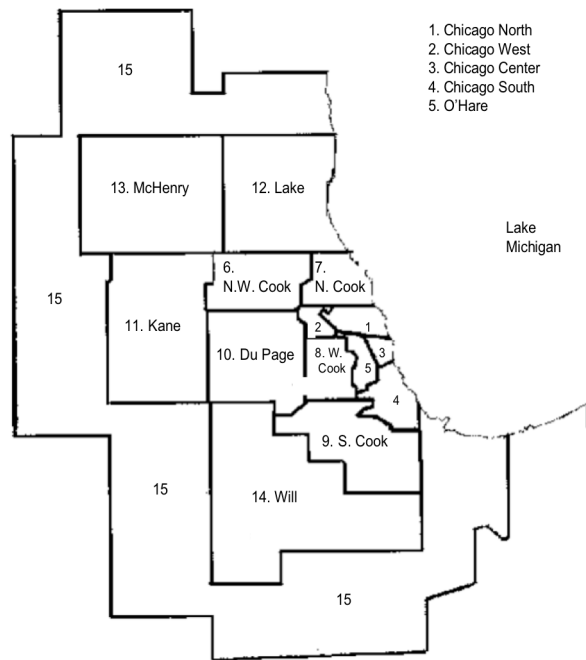 1. Chicago North
2. Chicago West
3. Chicago Center
4. Chicago South
5. O'Hare
15
13. McHenry
12. Lake
Lake
Michigan
6.
N.W. Cook
7.
N. Cook
15
11. Kane
2
1
10. Du Page
8. W.
Cook
3
5
4
9. S. Cook
15
14. Will
15